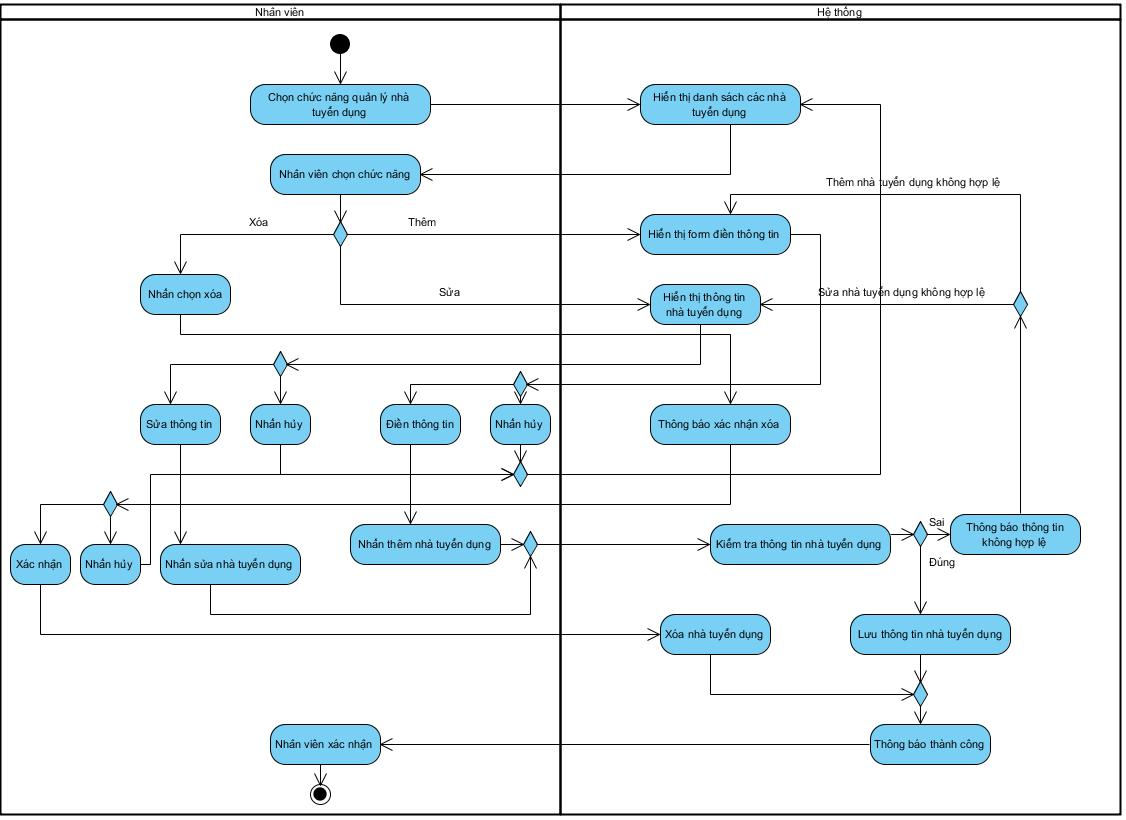 Nhân viên
Hệ thống
Chọn chức năng quản lý nhà
tuyển dụng
Hiển thị danh sách các nhà
tuyển dụng
Nhân viên chọn chức năng
Thêm nhà tuyển dụng không hợp lệ
Xóa
Thêm
Hiển thị form điền thông tin
Nhấn chọn xóa
Sửa
Hiển thị thông tin
nhà tuyển dụng
Sửa nhà tuyển dụng không hợp lệ
Sửa thông tin
Nhấn hủy
Điền thông tin
Nhấn hủy
Thông báo xác nhận xóa
Xác nhận
Nhấn hủy
Nhấn sửa nhà tuyển dụng
Nhấn thêm nhà tuyển dụng
Kiểm tra thông tin nhà tuyển dụng
Sai
Thông báo thông tin
không hợp lệ
Đúng
Xóa nhà tuyển dụng
Lưu thông tin nhà tuyển dụng
Nhân viên xác nhận
Thông báo thành công